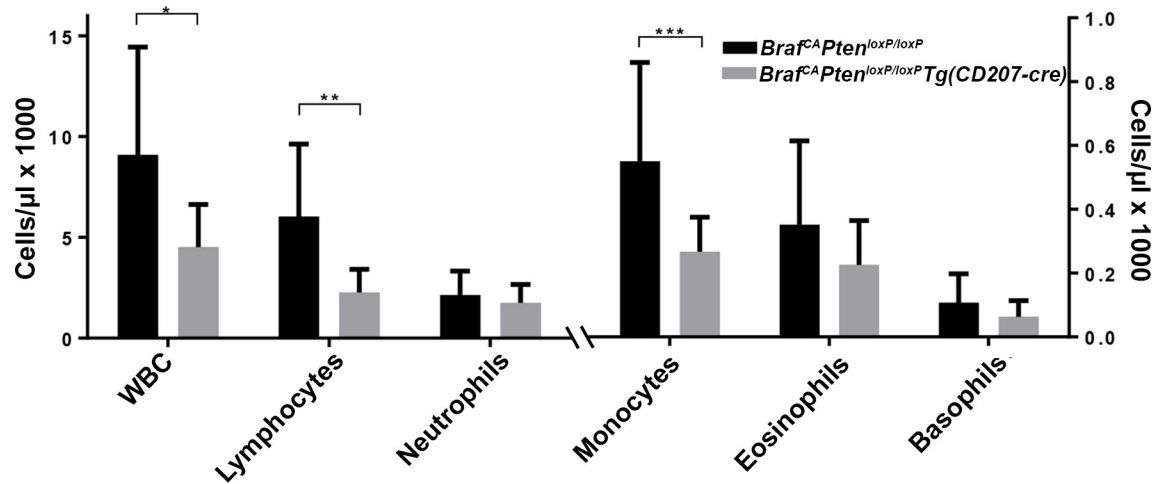 *
**
***
Braf^CA Pten^loxP/loxP
Braf^CA Pten^loxP/loxP Tg(CD207-cre)
Cells/µl x 1000
15
10
5
0
1.0
0.8
0.6
0.4
0.2
0.0
Cells/µl x 1000
WBC
Lymphocytes
Neutrophils
Monocytes
Eosinophils
Basophils